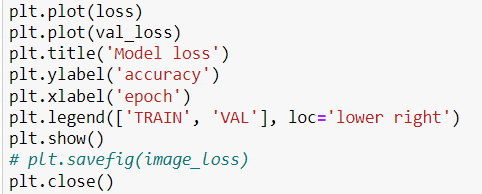 plt.plot(loss)
plt.plot(val_loss)
plt.title('Model loss')
plt.ylabel('accuracy')
plt.xlabel('epoch')
plt.legend(['TRAIN', 'VAL'], loc='lower right')
plt.show()
# plt.savefig(image_loss)
plt.close()